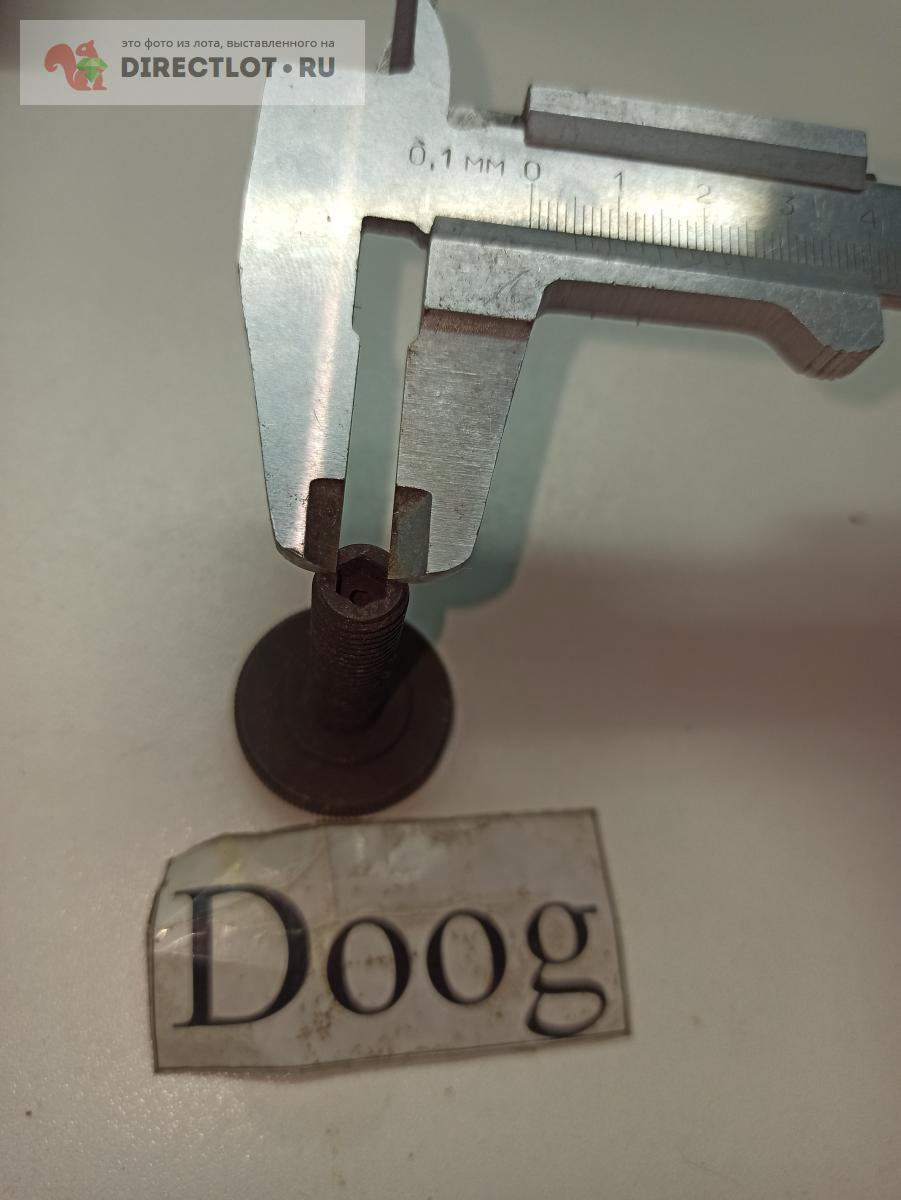 это фото из лота, выставленного на
DIRECTLOT•RU
0,1 мм 0 1 2 3 4
Doog